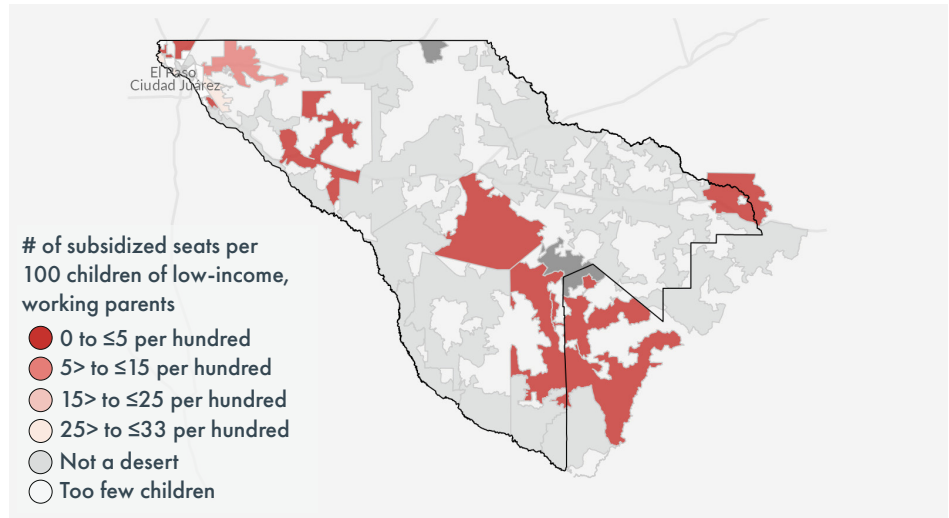 El Paso
Ciudad Juárez
# of subsidized seats per
100 children of low-income,
working parents
0 to ≤5 per hundred
5> to ≤15 per hundred
15> to ≤25 per hundred
25> to ≤33 per hundred
Not a desert
Too few children